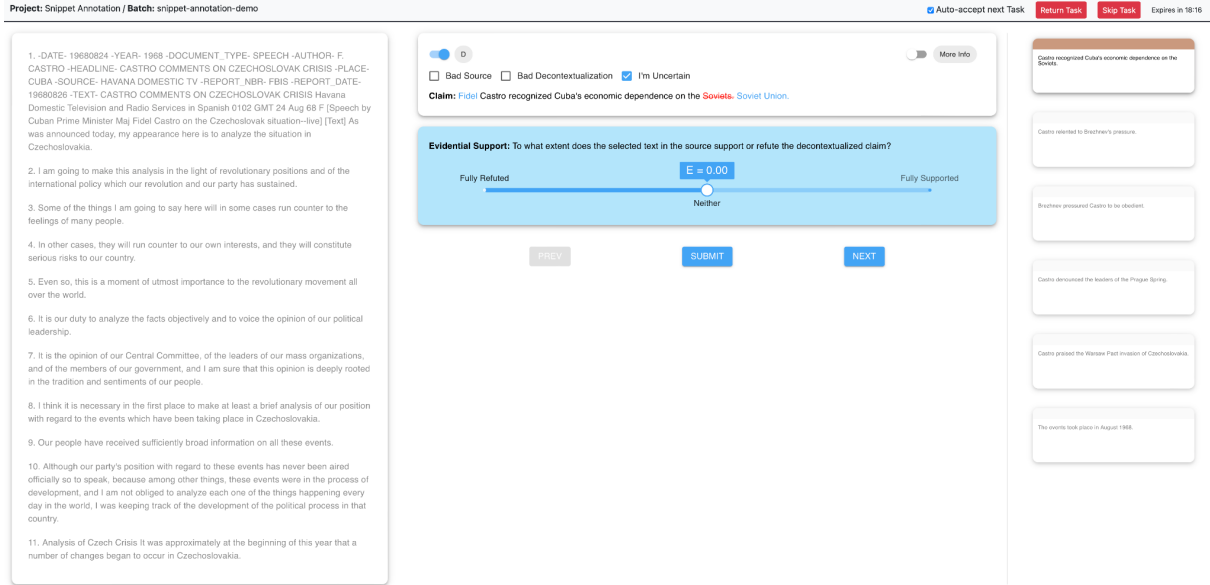 Project: Snippet Annotation / Batch: snippet-annotation-demo
Auto-accept next Task
Return Task
Skip Task
Expires in 18:16
1. -DATE- 19680824 -YEAR- 1968 -DOCUMENT_TYPE- SPEECH -AUTHOR- F.
CASTRO -HEADLINE- CASTRO COMMENTS ON CZECHOSLOVAK CRISIS -PLACE-
CUBA -SOURCE- HAVANA DOMESTIC TV -REPORT_NBR- FBIS -REPORT_DATE-
19680826 -TEXT- CASTRO COMMENTS ON CZECHOSLOVAK CRISIS Havana
Domestic Television and Radio Services in Spanish 0102 GMT 24 Aug 68 F [Speech by
Cuban Prime Minister Maj Fidel Castro on the Czechoslovak situation--live] [Text] As
was announced today, my appearance here is to analyze the situation in
Czechoslovakia.
2. I am going to make this analysis in the light of revolutionary positions and of the
international policy which our revolution and our party has sustained.
3. Some of the things I am going to say here will in some cases run counter to the
feelings of many people.
4. In other cases, they will run counter to our own interests, and they will constitute
serious risks to our country.
5. Even so, this is a moment of utmost importance to the revolutionary movement all
over the world.
6. It is our duty to analyze the facts objectively and to voice the opinion of our political
leadership.
7. It is the opinion of our Central Committee, of the leaders of our mass organizations,
and of the members of our government, and I am sure that this opinion is deeply rooted
in the tradition and sentiments of our people.
8. I think it is necessary in the first place to make at least a brief analysis of our position
with regard to the events which have been taking place in Czechoslovakia.
9. Our people have received sufficiently broad information on all these events.
10. Although our party's position with regard to these events has never been aired
officially so to speak, because among other things, these events were in the process of
development, and I am not obliged to analyze each one of the things happening every
day in the world, I was keeping track of the development of the political process in that
country.
11. Analysis of Czech Crisis It was approximately at the beginning of this year that a
number of changes began to occur in Czechoslovakia.
D
More Info
Bad Source
Bad Decontextualization
I'm Uncertain
Claim: Fidel Castro recognized Cuba's economic dependence on the Soviets. Soviet Union.
Evidential Support: To what extent does the selected text in the source support or refute the decontextualized claim?
E = 0.00
Fully Refuted
Fully Supported
Neither
PREV
SUBMIT
NEXT
Castro recognized Cuba's economic dependence on the
Soviets.
Castro relented to Brezhnev's pressure.
Brezhnev pressured Castro to be obedient.
Castro denounced the leaders of the Prague Spring.
Castro praised the Warsaw Pact invasion of Czechoslovakia.
The events took place in August 1968.